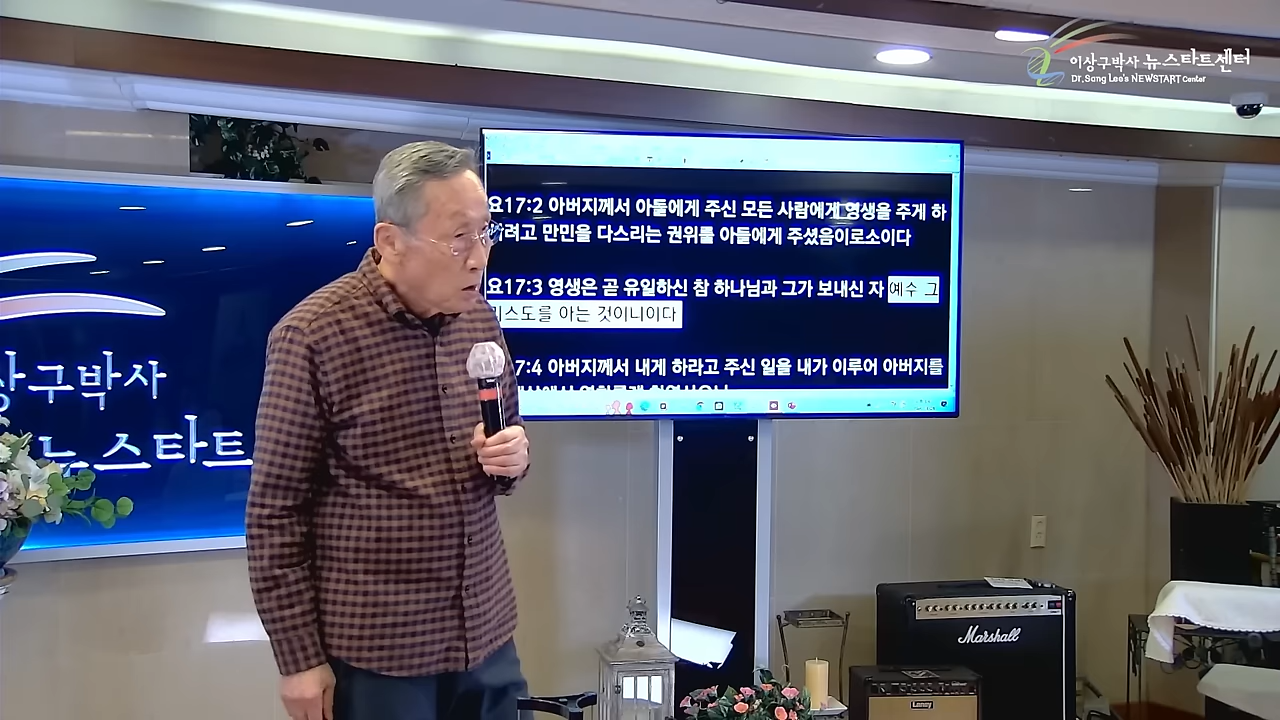 이상구박사 뉴스타트센터
Dr. Sang Lee's NEWSTART Center
요17:2 아버지께서 아들에게 주신 모든 사람에게 영생을 주게 하
려고 만민을 다스리는 권위를 아들에게 주셨음이로소이다
요17:3 영생은 곧 유일하신 참 하나님과 그가 보내신 자 예수 그
리스도를 아는 것이니이다
17:4 아버지께서 내게 하라고 주신 일을 내가 이루어 아버지를
상구박사
뉴스타트
Marshall
Laney